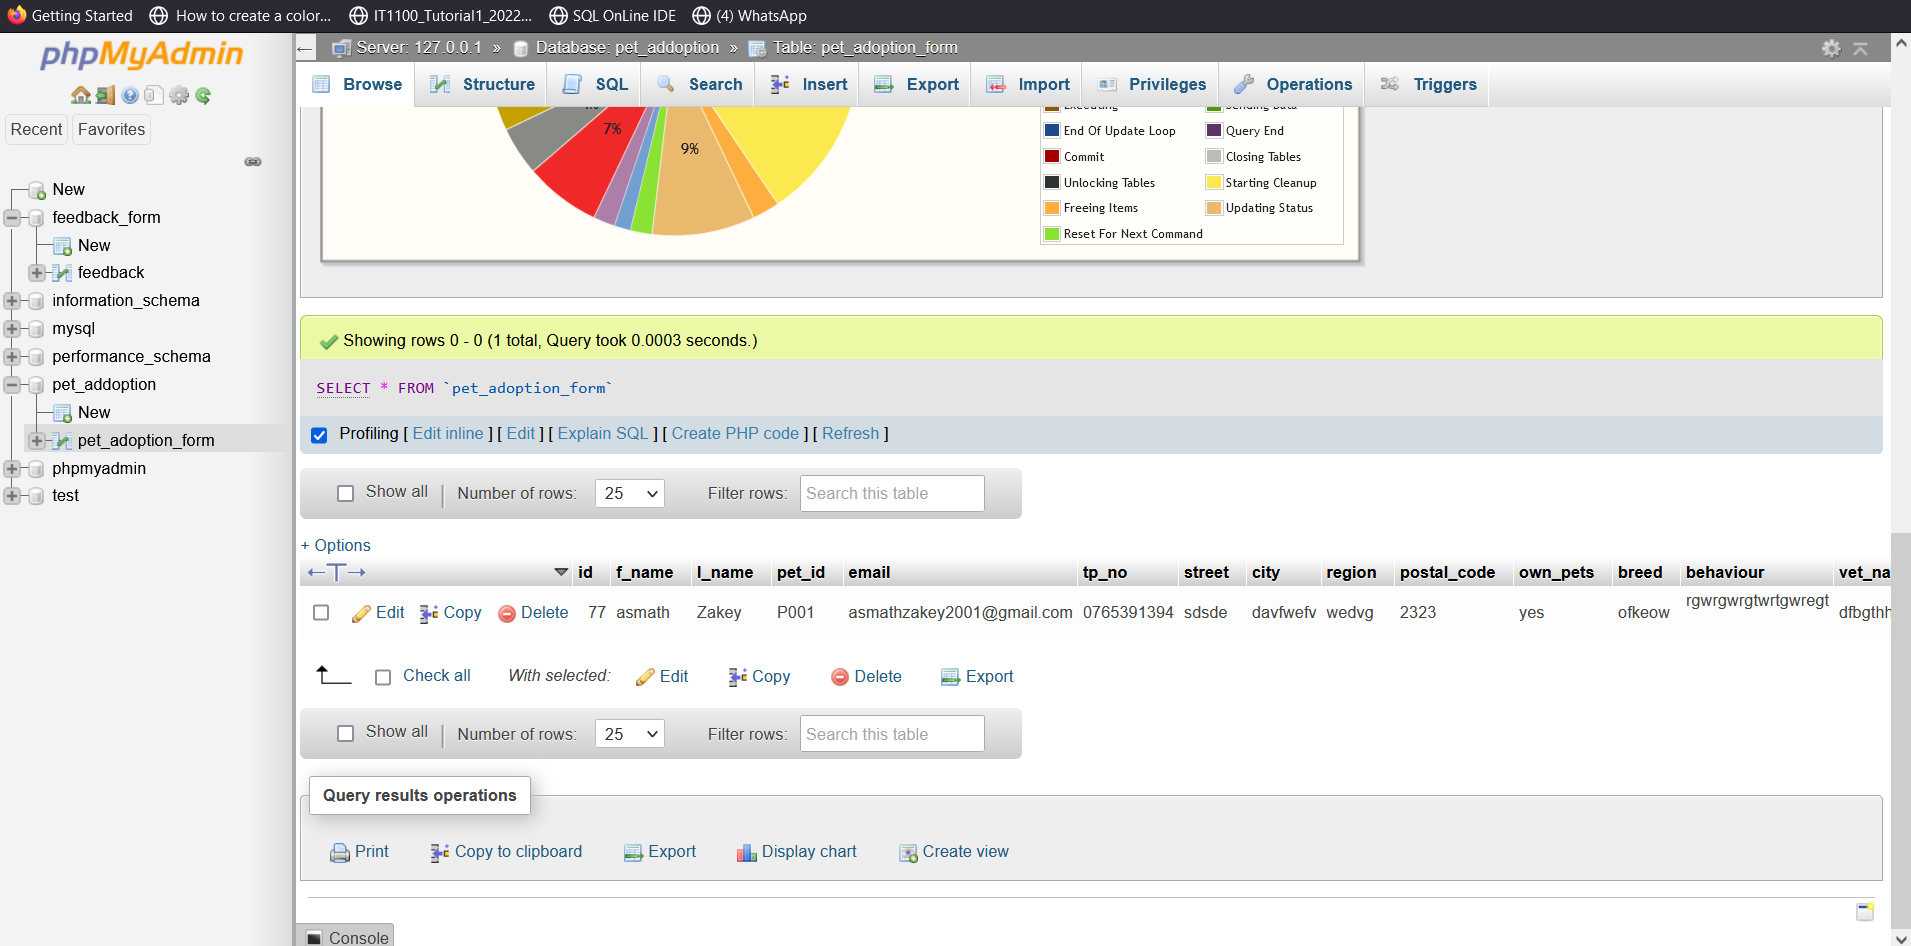 Getting Started How to create a color... IT1100_Tutorial1_2022... SQL OnLine IDE (4) WhatsApp
phpMyAdmin
Recent Favorites
New
feedback_form
New
feedback
information_schema
mysql
performance_schema
pet_addoption
New
pet_adoption_form
phpmyadmin
test
Server: 127.0.0.1 » Database: pet_addoption » Table: pet_adoption_form
Browse Structure SQL Search Insert Export Import Privileges Operations Triggers
7%
9%
Executing Sending Data
End Of Update Loop Query End
Commit Closing Tables
Unlocking Tables Starting Cleanup
Freeing Items Updating Status
Reset For Next Command
Showing rows 0 - 0 (1 total, Query took 0.0003 seconds.)
SELECT * FROM `pet_adoption_form`
Profiling [ Edit inline ] [ Edit ] [ Explain SQL ] [ Create PHP code ] [ Refresh ]
Show all | Number of rows: 25 Filter rows: Search this table
+ Options
←T→ id f_name l_name pet_id email tp_no street city region postal_code own_pets breed behaviour vet_na
Edit Copy Delete 77 asmath Zakey P001 asmathzakey2001@gmail.com 0765391394 sdsde davfwefv wedvg 2323 yes ofkeow rgwrgwrgtwrtgwregt dfbgthh
Check all With selected: Edit Copy Delete Export
Show all | Number of rows: 25 Filter rows: Search this table
Query results operations
Print Copy to clipboard Export Display chart Create view
Console